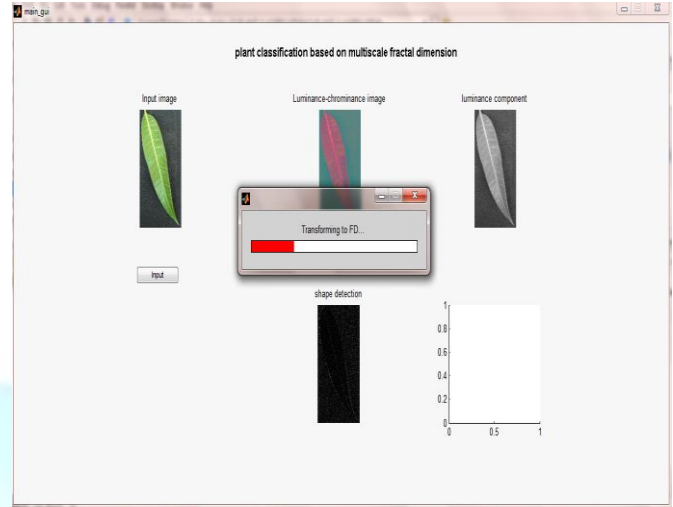 main_gui
plant classification based on multiscale fractal dimension
Input image
Luminance-chrominance image
luminance component
Transforming to FD...
Input
shape detection
1
0.8
0.6
0.4
0.2
0
0
0.5
1